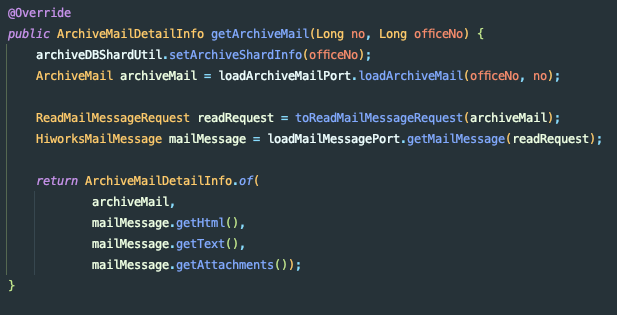 @Override
public ArchiveMailDetailInfo getArchiveMail(Long no, Long officeNo) {
    archiveDBShardUtil.setArchiveShardInfo(officeNo);
    ArchiveMail archiveMail = loadArchiveMailPort.loadArchiveMail(officeNo, no);

    ReadMailMessageRequest readRequest = toReadMailMessageRequest(archiveMail);
    HiworksMailMessage mailMessage = loadMailMessagePort.getMailMessage(readRequest);

    return ArchiveMailDetailInfo.of(
            archiveMail,
            mailMessage.getHtml(),
            mailMessage.getText(),
            mailMessage.getAttachments());
}